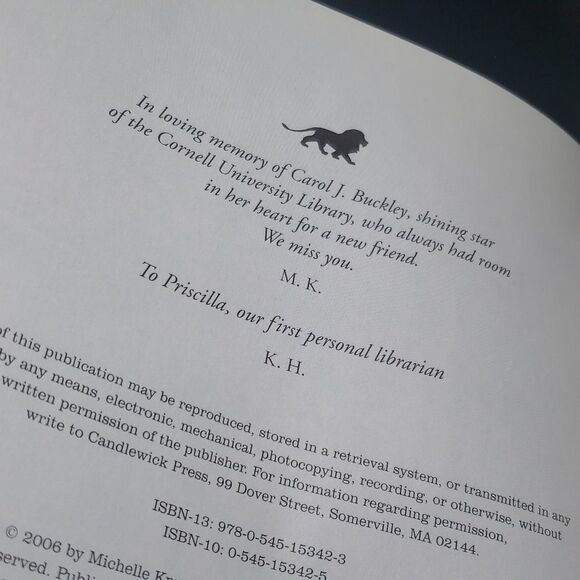 In loving memory of Carol J. Buckley, shining star
of the Cornell University Library, who always had room
in her heart for a new friend.
We miss you.
M. K.
To Priscilla, our first personal librarian
K. H.
of this publication may be reproduced, stored in a retrieval system, or transmitted in any
by any means, electronic, mechanical, photocopying, recording, or otherwise, without
written permission of the publisher. For information regarding permission,
write to Candlewick Press, 99 Dover Street, Somerville, MA 02144.
ISBN-13: 978-0-545-15342-3
ISBN-10: 0-545-15342-5
© 2006 by Michelle